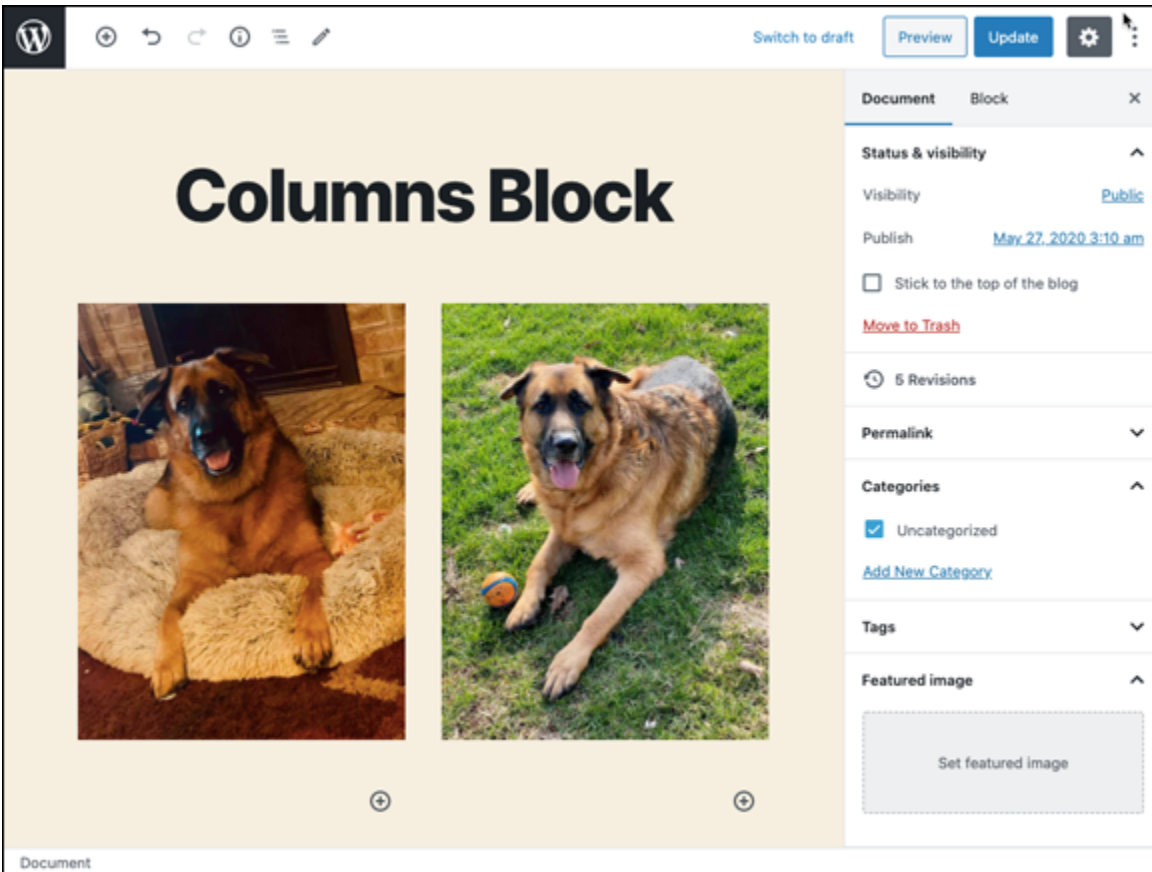 Switch to draft
Preview
Update
Columns Block
Document Block
Status & visibility
Visibility Public
Publish May 27, 2020 3:10 am
Stick to the top of the blog
Move to Trash
5 Revisions
Permalink
Categories
Uncategorized
Add New Category
Tags
Featured image
Set featured image
Document